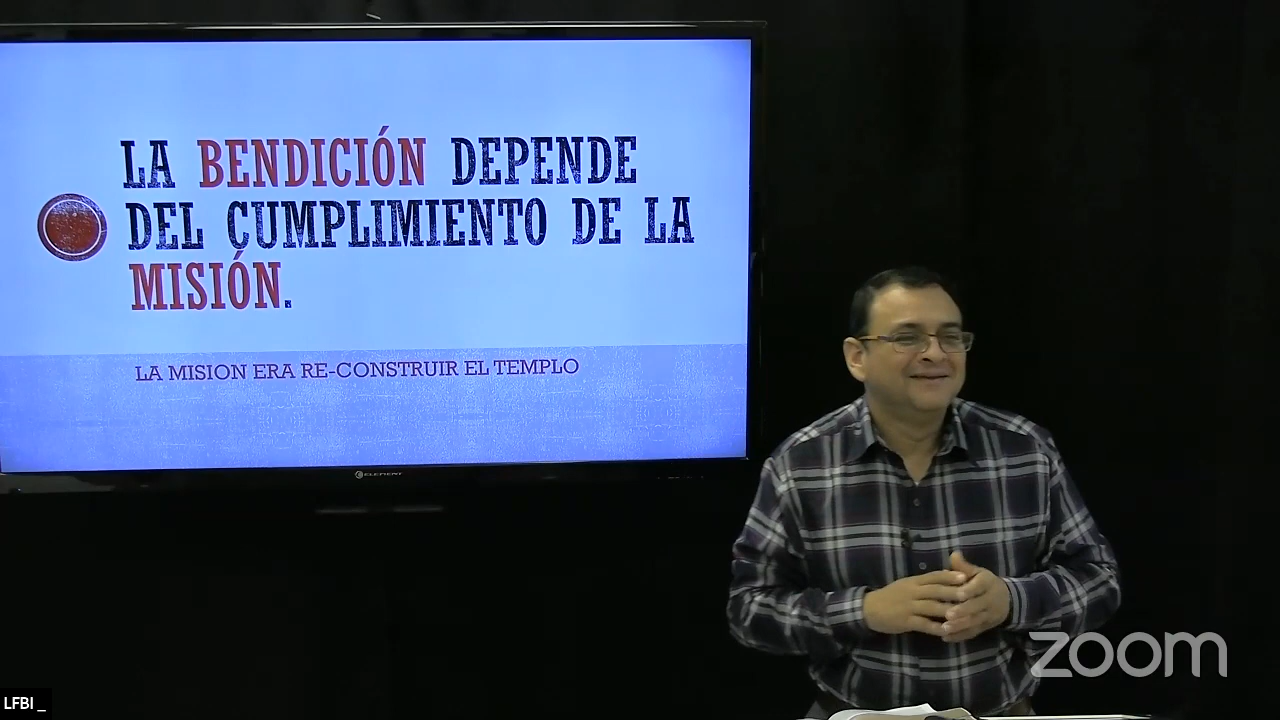 LA BENDICIÓN DEPENDE
DEL CUMPLIMIENTO DE LA
MISIÓN.
LA MISION ERA RE-CONSTRUIR EL TEMPLO
ELEMENT
zoom
LFBI _